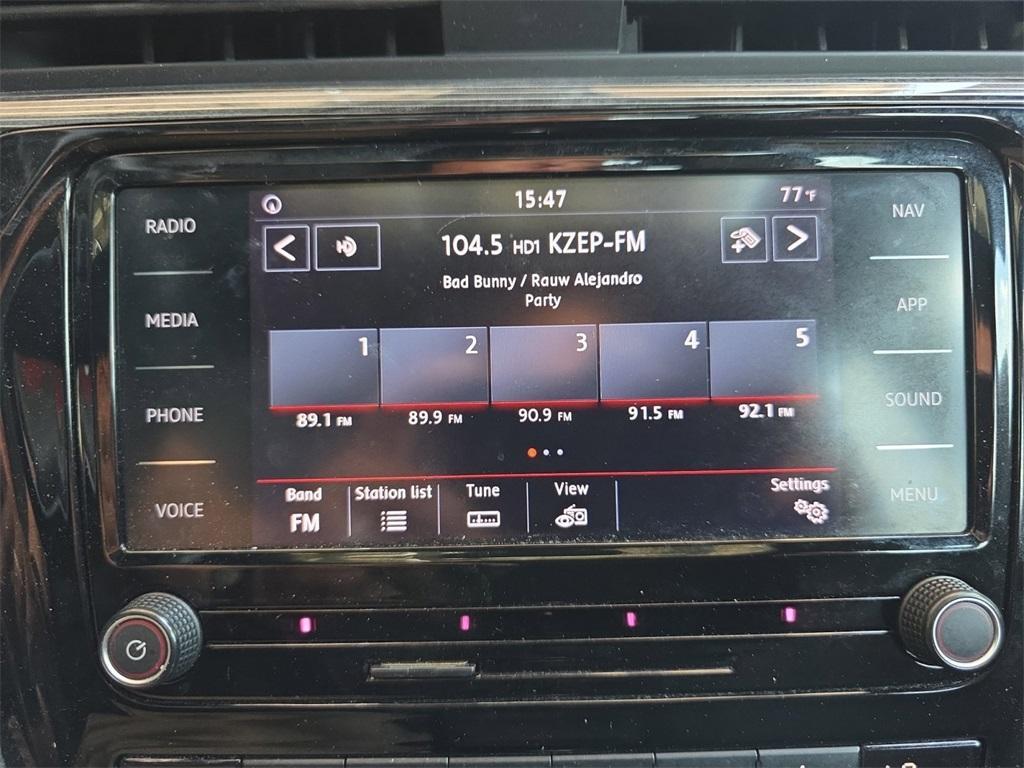 15:47 77°F
RADIO
MEDIA
PHONE
VOICE
HD 104.5 HD1 KZEP-FM
Bad Bunny / Rauw Alejandro
Party
1 2 3 4 5
89.1 FM 89.9 FM 90.9 FM 91.5 FM 92.1 FM
Band Station list Tune View Settings
FM
NAV
APP
SOUND
MENU